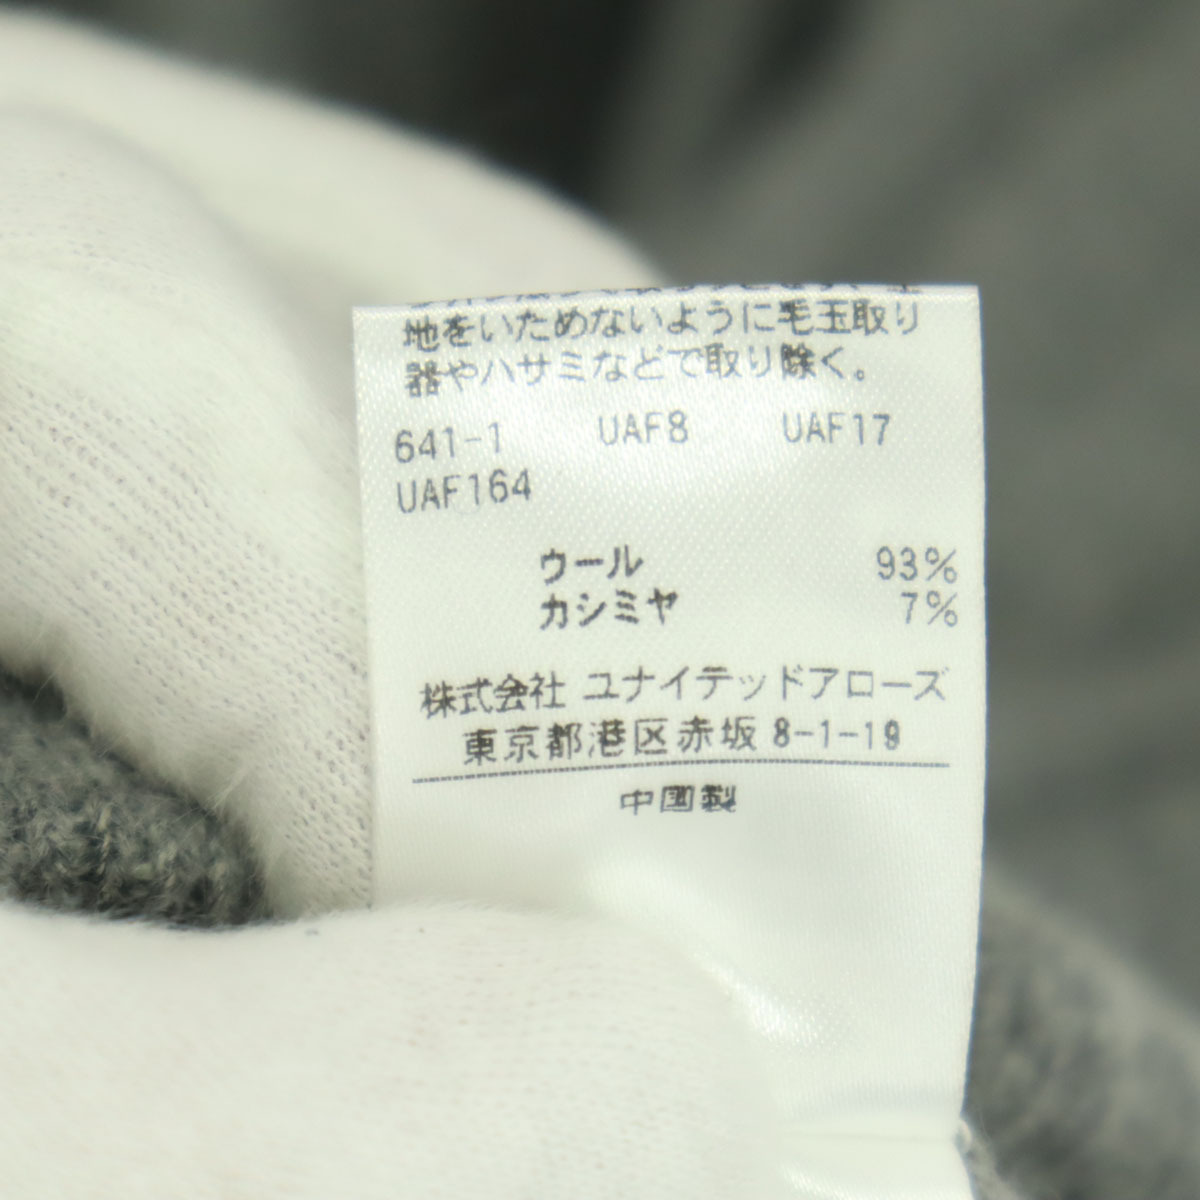 地をいためないように毛玉取り
器やハサミなどで取り除く。
641-1 UAF8 UAF17
UAF164
ウール 93%
カシミヤ 7%
株式会社 ユナイテッドアローズ
東京都港区赤坂 8-1-19
中国製